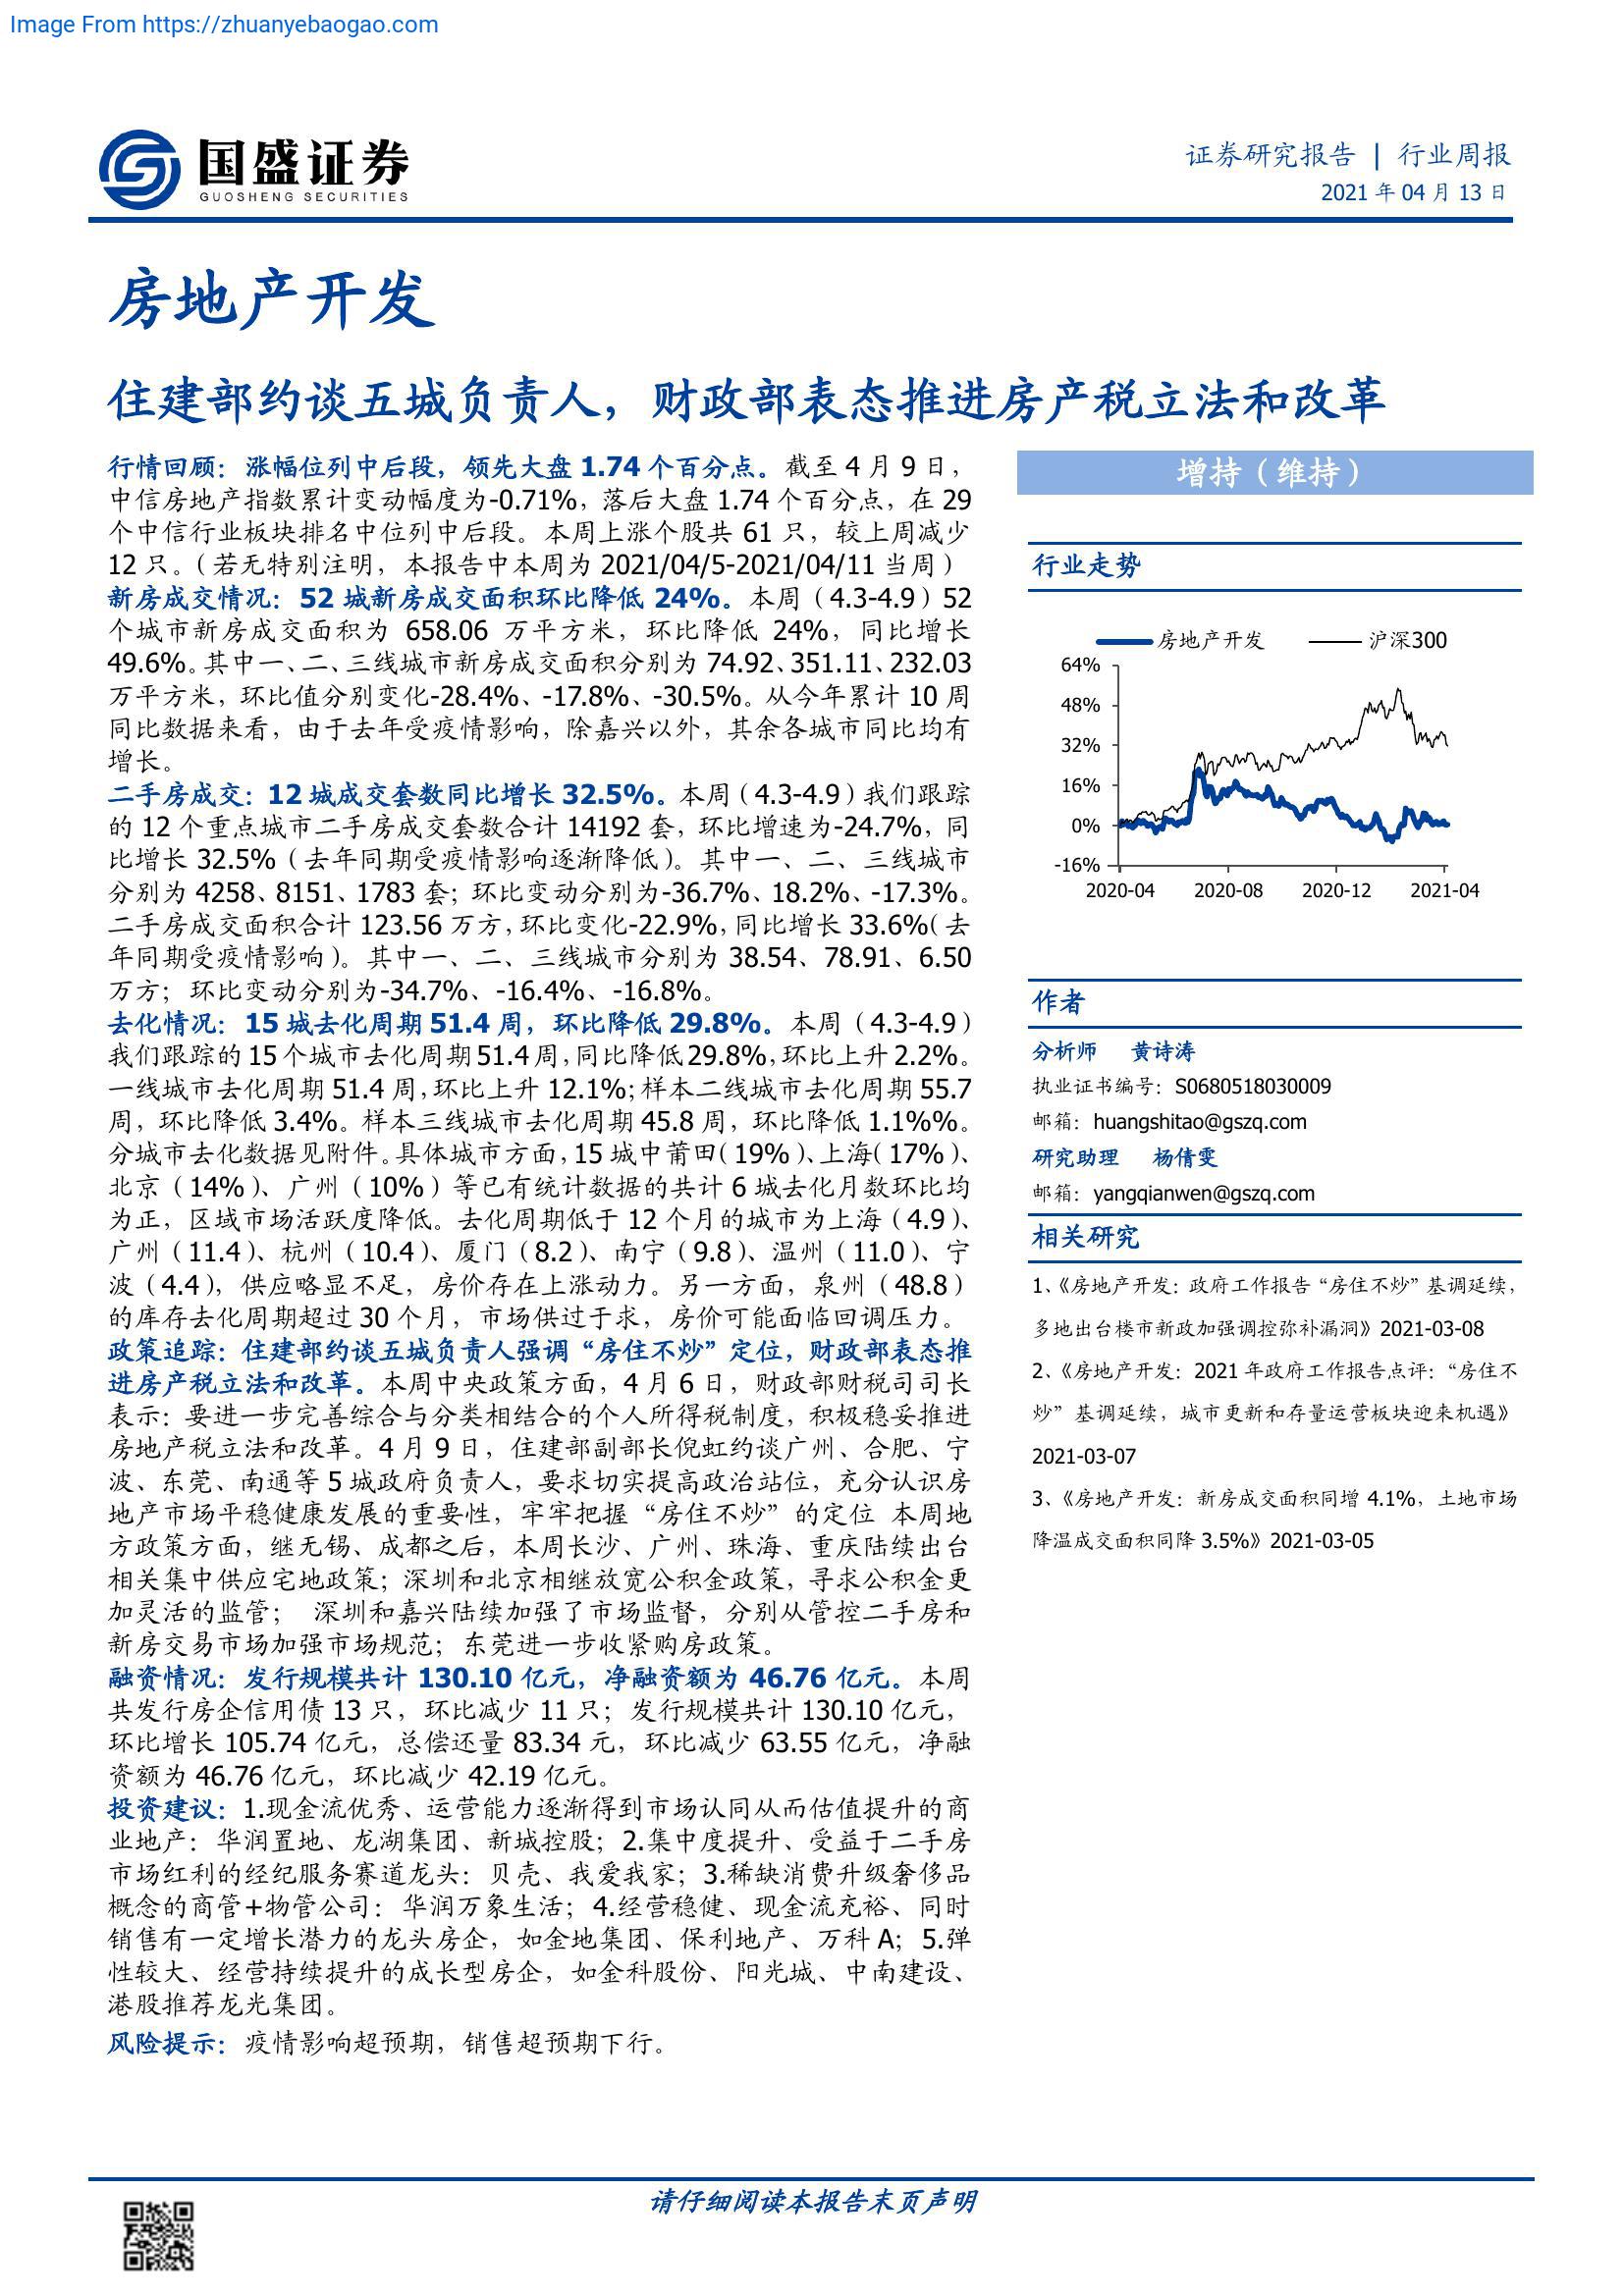 Image From https://zhuanyebaogao.com
国盛证券
GUOSHENG SECURITIES
证券研究报告 | 行业周报
2021 年 04 月 13 日
房地产开发
住建部约谈五城负责人，财政部表态推进房产税立法和改革
行情回顾：涨幅位列中后段，领先大盘 1.74 个百分点。截至 4 月 9 日，
中信房地产指数累计变动幅度为-0.71%，落后大盘 1.74 个百分点，在 29
个中信行业板块排名中位列中后段。本周上涨个股共 61 只，较上周减少
12 只。（若无特别注明，本报告中本周为 2021/04/5-2021/04/11 当周）
新房成交情况：52 城新房成交面积环比降低 24%。本周（4.3-4.9）52
个城市新房成交面积为 658.06 万平方米，环比降低 24%，同比增长
49.6%。其中一、二、三线城市新房成交面积分别为 74.92、351.11、232.03
万平方米，环比值分别变化-28.4%、-17.8%、-30.5%。从今年累计 10 周
同比数据来看，由于去年受疫情影响，除嘉兴以外，其余各城市同比均有
增长。
二手房成交：12 城成交套数同比增长 32.5%。本周（4.3-4.9）我们跟踪
的 12 个重点城市二手房成交套数合计 14192 套，环比增速为-24.7%，同
比增长 32.5%（去年同期受疫情影响逐渐降低）。其中一、二、三线城市
分别为 4258、8151、1783 套；环比变动分别为-36.7%、18.2%、-17.3%。
二手房成交面积合计 123.56 万方，环比变化-22.9%，同比增长 33.6%（去
年同期受疫情影响）。其中一、二、三线城市分别为 38.54、78.91、6.50
万方；环比变动分别为-34.7%、-16.4%、-16.8%。
去化情况：15 城去化周期 51.4 周，环比降低 29.8%。本周（4.3-4.9）
我们跟踪的 15 个城市去化周期 51.4 周，同比降低 29.8%，环比上升 2.2%。
一线城市去化周期 51.4 周，环比上升 12.1%；样本二线城市去化周期 55.7
周，环比降低 3.4%。样本三线城市去化周期 45.8 周，环比降低 1.1%%。
分城市去化数据见附件。具体城市方面，15 城中莆田（19%）、上海（17%）、
北京（14%）、广州（10%）等已有统计数据的共计 6 城去化月数环比均
为正，区域市场活跃度降低。去化周期低于 12 个月的城市为上海（4.9）、
广州（11.4）、杭州（10.4）、厦门（8.2）、南宁（9.8）、温州（11.0）、宁
波（4.4），供应略显不足，房价存在上涨动力。另一方面，泉州（48.8）
的库存去化周期超过 30 个月，市场供过于求，房价可能面临回调压力。
政策追踪：住建部约谈五城负责人强调“房住不炒”定位，财政部表态推
进房产税立法和改革。本周中央政策方面，4 月 6 日，财政部财税司司长
表示：要进一步完善综合与分类相结合的个人所得税制度，积极稳妥推进
房地产税立法和改革。4 月 9 日，住建部副部长倪虹约谈广州、合肥、宁
波、东莞、南通等 5 城政府负责人，要求切实提高政治站位，充分认识房
地产市场平稳健康发展的重要性，牢牢把握“房住不炒”的定位 本周地
方政策方面，继无锡、成都之后，本周长沙、广州、珠海、重庆陆续出台
相关集中供应宅地政策；深圳和北京相继放宽公积金政策，寻求公积金更
加灵活的监管； 深圳和嘉兴陆续加强了市场监督，分别从管控二手房和
新房交易市场加强市场规范；东莞进一步收紧购房政策。
融资情况：发行规模共计 130.10 亿元，净融资额为 46.76 亿元。本周
共发行房企信用债 13 只，环比减少 11 只；发行规模共计 130.10 亿元，
环比增长 105.74 亿元，总偿还量 83.34 元，环比减少 63.55 亿元，净融
资额为 46.76 亿元，环比减少 42.19 亿元。
投资建议：1.现金流优秀、运营能力逐渐得到市场认同从而估值提升的商
业地产：华润置地、龙湖集团、新城控股；2.集中度提升、受益于二手房
市场红利的经纪服务赛道龙头：贝壳、我爱我家；3.稀缺消费升级奢侈品
概念的商管+物管公司：华润万象生活；4.经营稳健、现金流充裕、同时
销售有一定增长潜力的龙头房企，如金地集团、保利地产、万科 A；5.弹
性较大、经营持续提升的成长型房企，如金科股份、阳光城、中南建设、
港股推荐龙光集团。
风险提示：疫情影响超预期，销售超预期下行。
增持（维持）
行业走势
房地产开发 沪深300
64%
48%
32%
16%
0%
-16%
2020-04 2020-08 2020-12 2021-04
作者
分析师 黄诗涛
执业证书编号：S0680518030009
邮箱：huangshitao@gszq.com
研究助理 杨倩雯
邮箱：yangqianwen@gszq.com
相关研究
1、《房地产开发：政府工作报告“房住不炒”基调延续，
多地出台楼市新政加强调控弥补漏洞》2021-03-08
2、《房地产开发：2021 年政府工作报告点评：“房住不
炒”基调延续，城市更新和存量运营板块迎来机遇》
2021-03-07
3、《房地产开发：新房成交面积同增 4.1%，土地市场
降温成交面积同降 3.5%》2021-03-05
请仔细阅读本报告末页声明